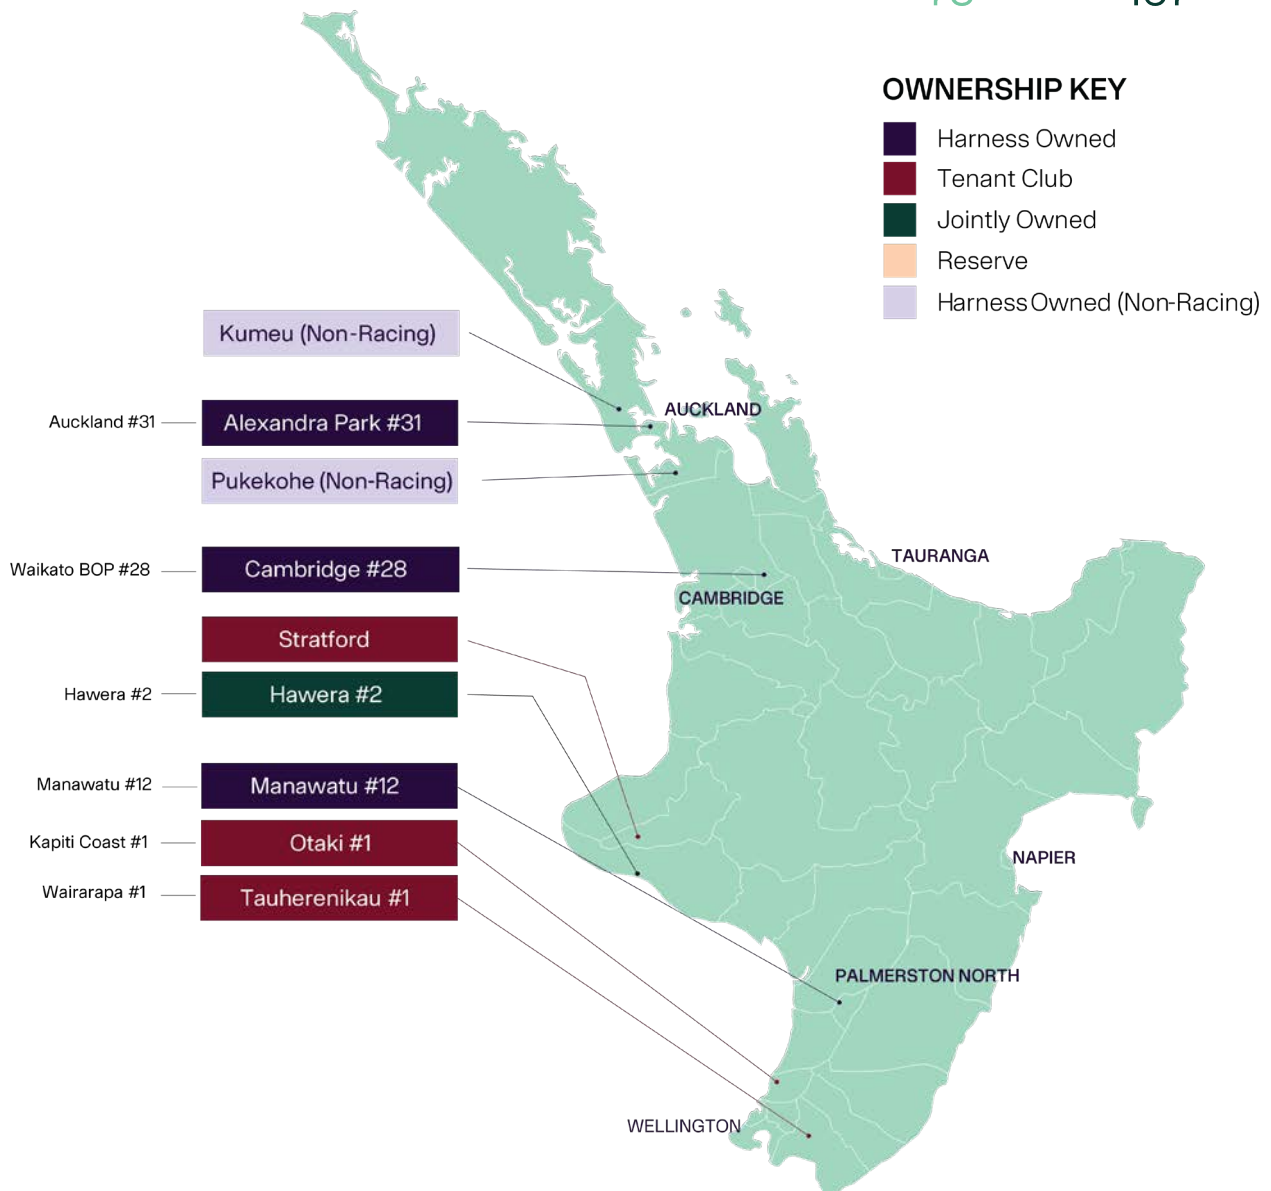 OWNERSHIP KEY
Harness Owned
Tenant Club
Jointly Owned
Reserve
Harness Owned (Non-Racing)
Kumeu (Non-Racing)
Auckland #31
Alexandra Park #31
AUCKLAND
Pukekohe (Non-Racing)
TAURANGA
Waikato BOP #28
Cambridge #28
CAMBRIDGE
Stratford
Hawera #2
Hawera #2
Manawatu #12
Manawatu #12
Kapiti Coast #1
Otaki #1
NAPIER
Wairarapa #1
Tauherenikau #1
PALMERSTON NORTH
WELLINGTON